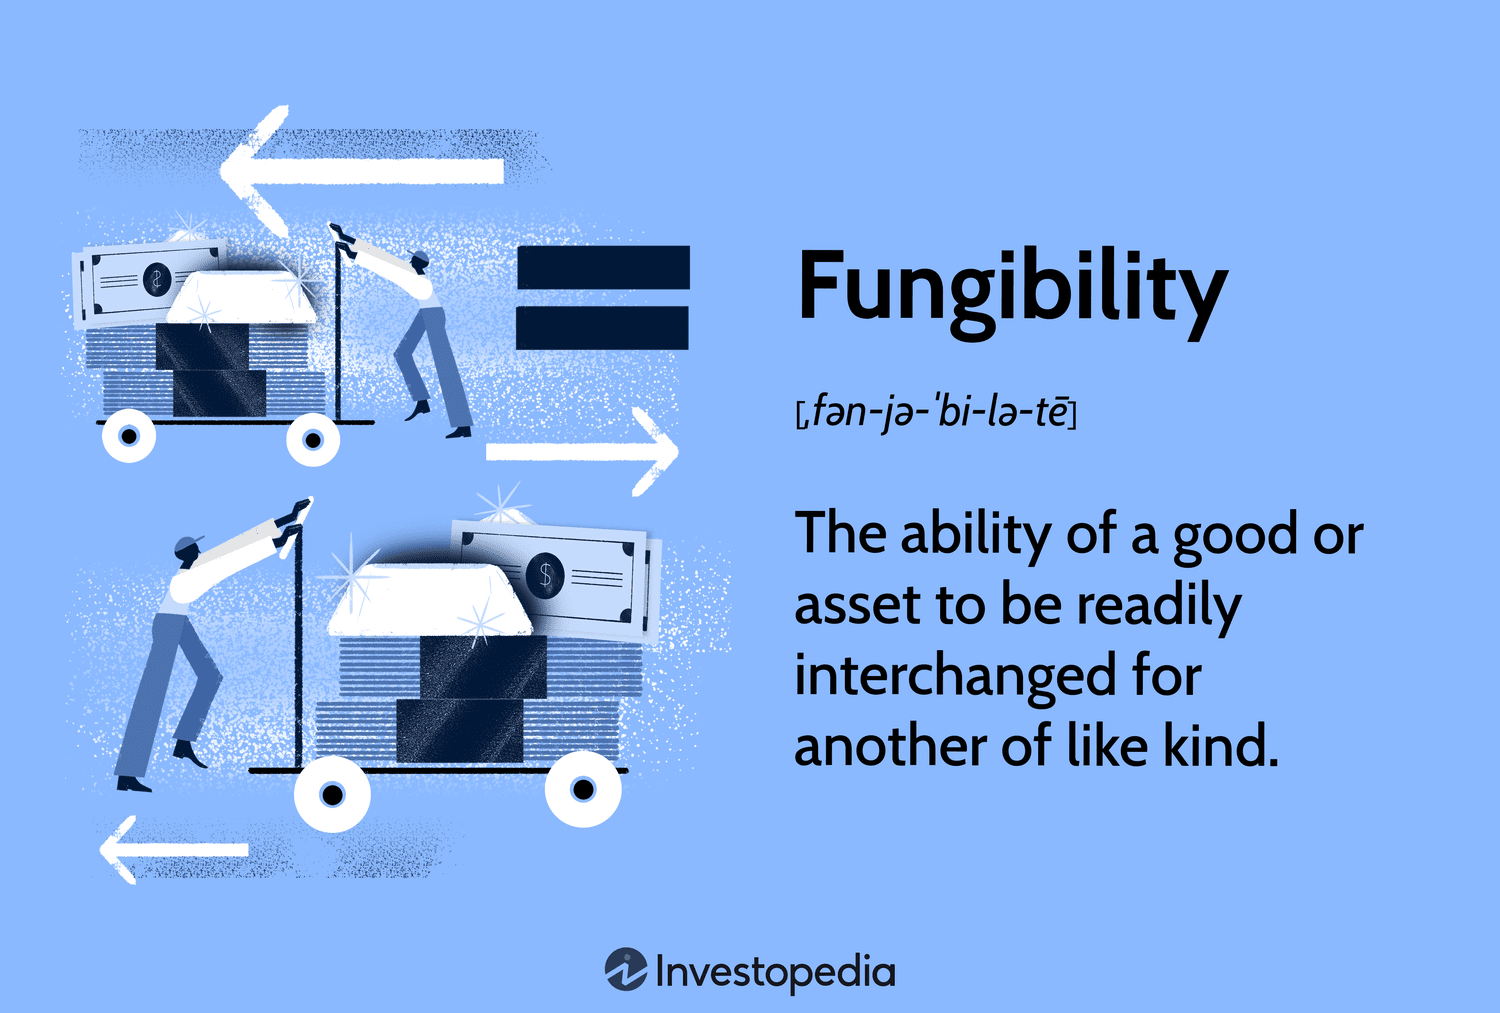 Fungibility
[ˌfən-jə-ˈbi-lə-tē]
The ability of a good or
asset to be readily
interchanged for
another of like kind.
$
$
Investopedia